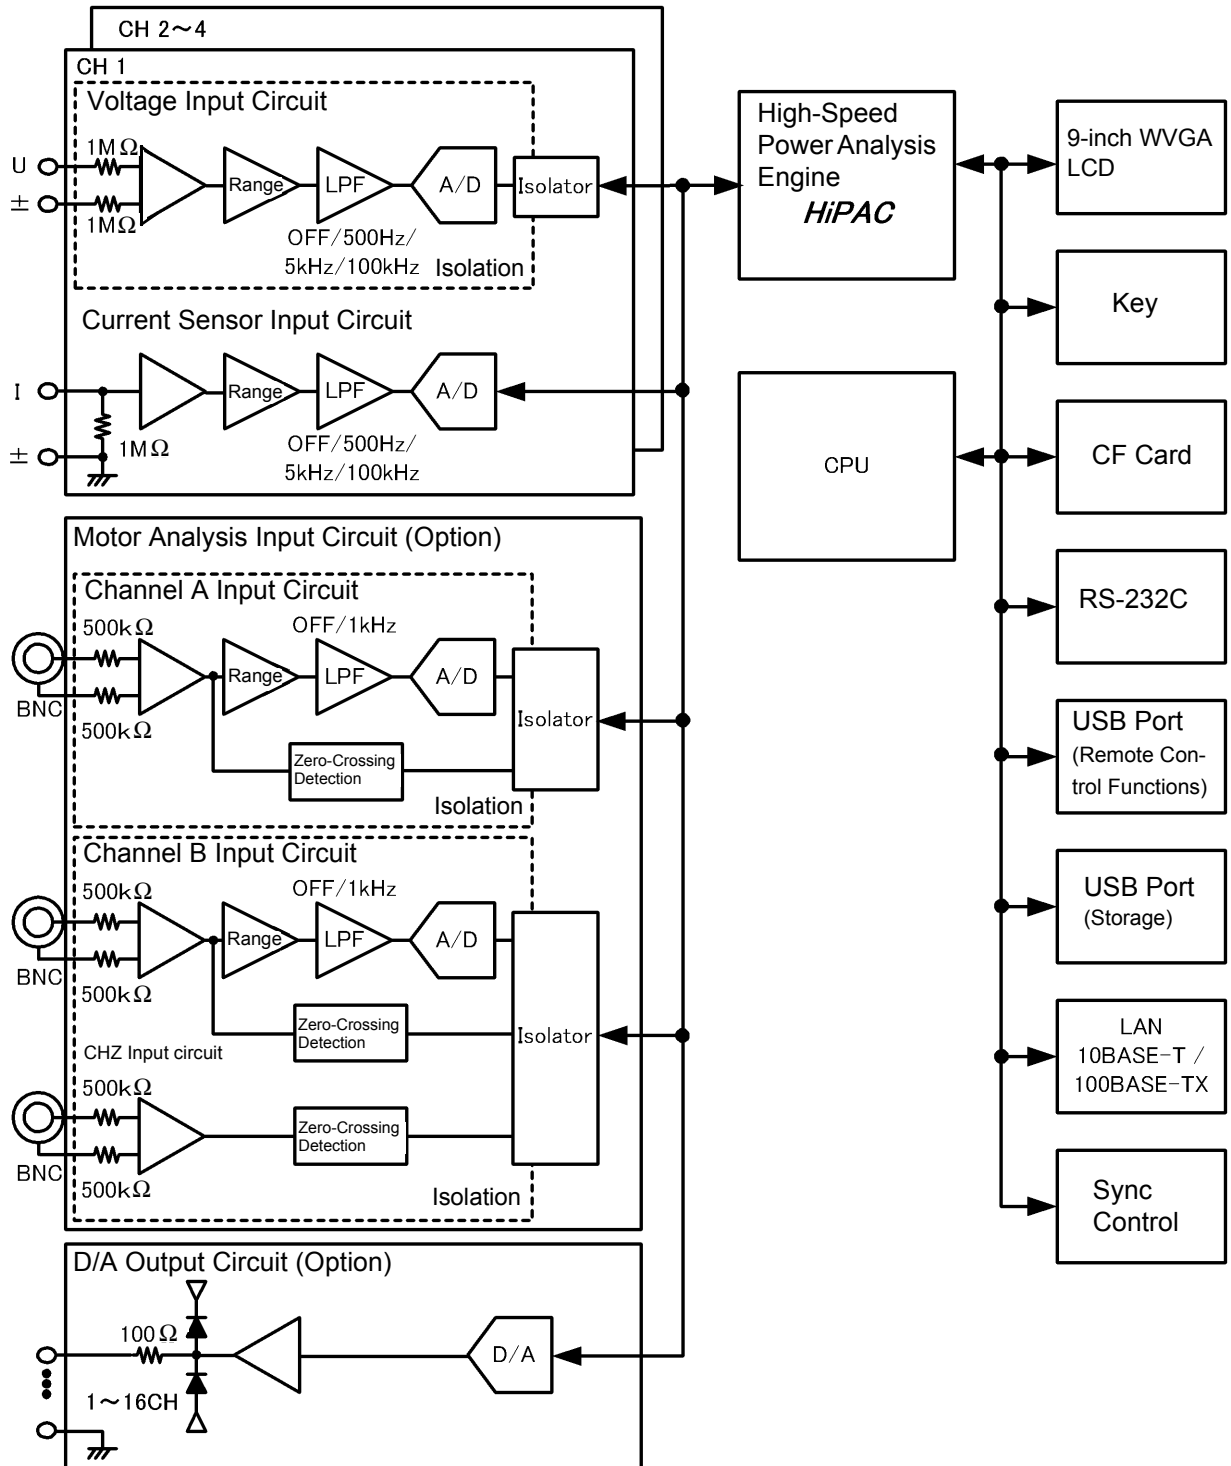 CH 2～4
CH 1
Voltage Input Circuit
1MΩ
U
±
1MΩ
Range
LPF
A/D
Isolator
OFF/500Hz/
5kHz/100kHz
Isolation
Current Sensor Input Circuit
I
±
1MΩ
Range
LPF
A/D
OFF/500Hz/
5kHz/100kHz
High-Speed
Power Analysis
Engine
HiPAC
CPU
9-inch WVGA
LCD
Key
CF Card
RS-232C
USB Port
(Remote Con-
trol Functions)
USB Port
(Storage)
LAN
10BASE-T /
100BASE-TX
Sync
Control
Motor Analysis Input Circuit (Option)
Channel A Input Circuit
500kΩ
OFF/1kHz
BNC
500kΩ
Range
LPF
A/D
Isolator
Zero-Crossing
Detection
Isolation
Channel B Input Circuit
500kΩ
OFF/1kHz
BNC
500kΩ
Range
LPF
A/D
Isolator
Zero-Crossing
Detection
CHZ Input circuit
500kΩ
BNC
500kΩ
Zero-Crossing
Detection
Isolation
D/A Output Circuit (Option)
100Ω
D/A
1～16CH